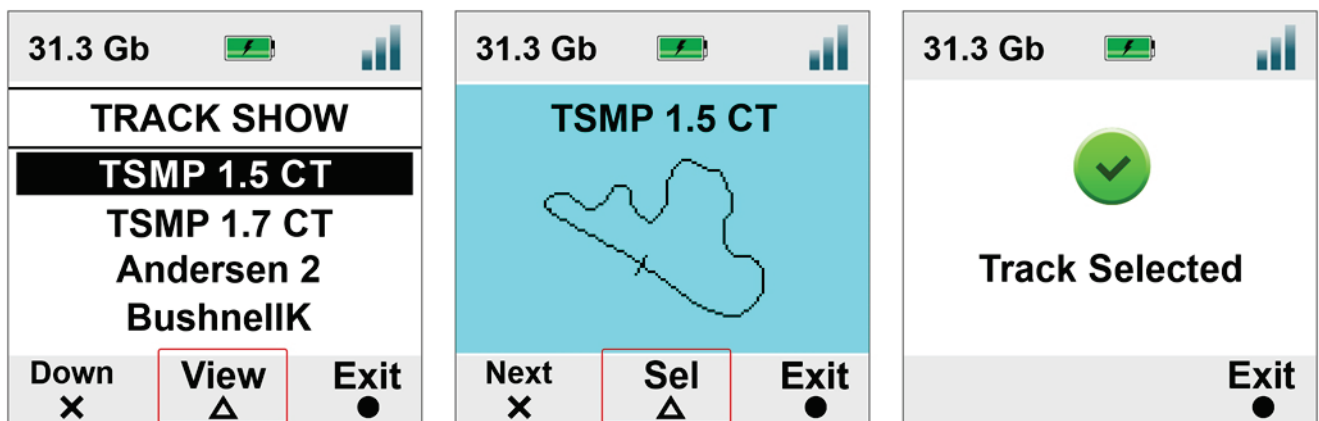 31.3 Gb
TRACK SHOW
TSMP 1.5 CT
TSMP 1.7 CT
Andersen 2
BushnellK
Down View Exit
31.3 Gb
TSMP 1.5 CT
Next Sel Exit
31.3 Gb
Track Selected
Exit